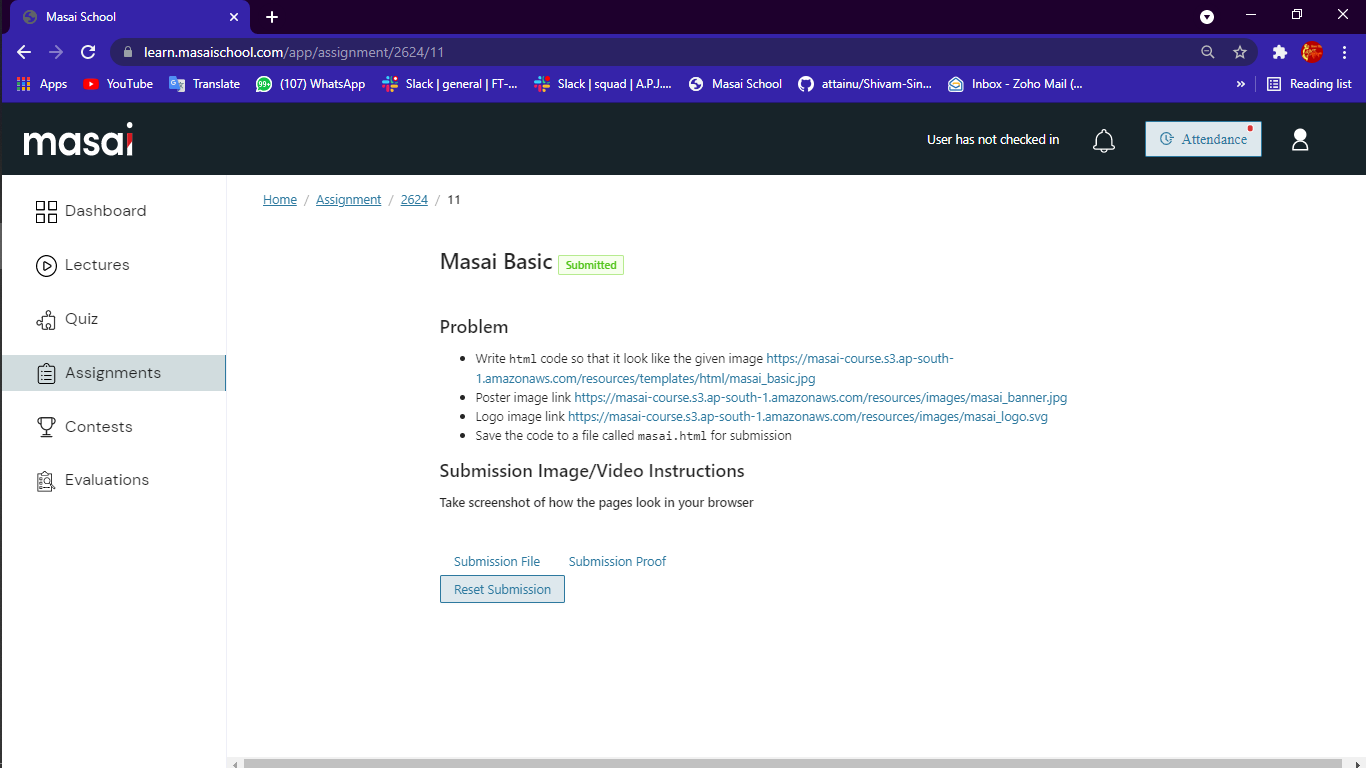 Masai School
learn.masaischool.com/app/assignment/2624/11
Apps YouTube Translate 99+ (107) WhatsApp Slack | general | FT-... Slack | squad | A.P.J.... Masai School attainu/Shivam-Sin... Inbox - Zoho Mail (... » Reading list
masai User has not checked in Attendance
Home / Assignment / 2624 / 11
Dashboard
Lectures
Quiz
Assignments
Contests
Evaluations
Masai Basic Submitted
Problem
• Write html code so that it look like the given image https://masai-course.s3.ap-south-
1.amazonaws.com/resources/templates/html/masai_basic.jpg
• Poster image link https://masai-course.s3.ap-south-1.amazonaws.com/resources/images/masai_banner.jpg
• Logo image link https://masai-course.s3.ap-south-1.amazonaws.com/resources/images/masai_logo.svg
• Save the code to a file called masai.html for submission
Submission Image/Video Instructions
Take screenshot of how the pages look in your browser
Submission File Submission Proof
Reset Submission